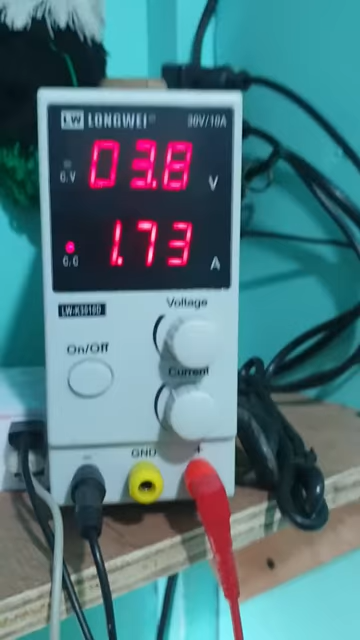 LW LONGWEI 30V/10A
C.V 03.8 V
C.C 1.73 A
LW-K3010D
Voltage
On/Off
Current
- GND +